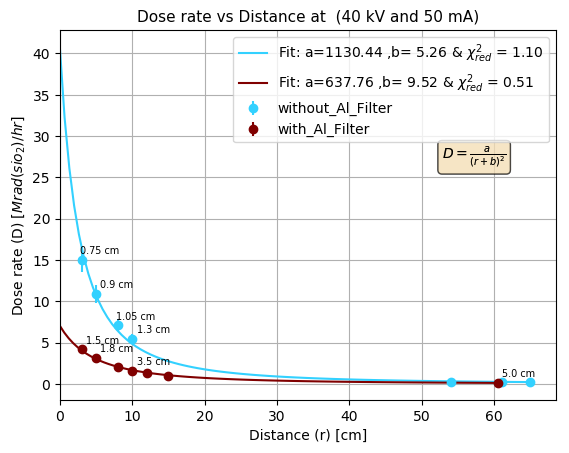 Dose rate vs Distance at  (40 kV and 50 mA)
Fit: a=1130.44 ,b= 5.26 & χ²_red = 1.10
Fit: a=637.76 ,b= 9.52 & χ²_red = 0.51
without_Al_Filter
with_Al_Filter
D = a/(r+b)²
Dose rate (D) [Mrad(sio₂)/hr]
40
35
30
25
20
15
10
5
0
0.75 cm
0.9 cm
1.05 cm
1.3 cm
1.5 cm
1.8 cm
3.5 cm
5.0 cm
0 10 20 30 40 50 60
Distance (r) [cm]